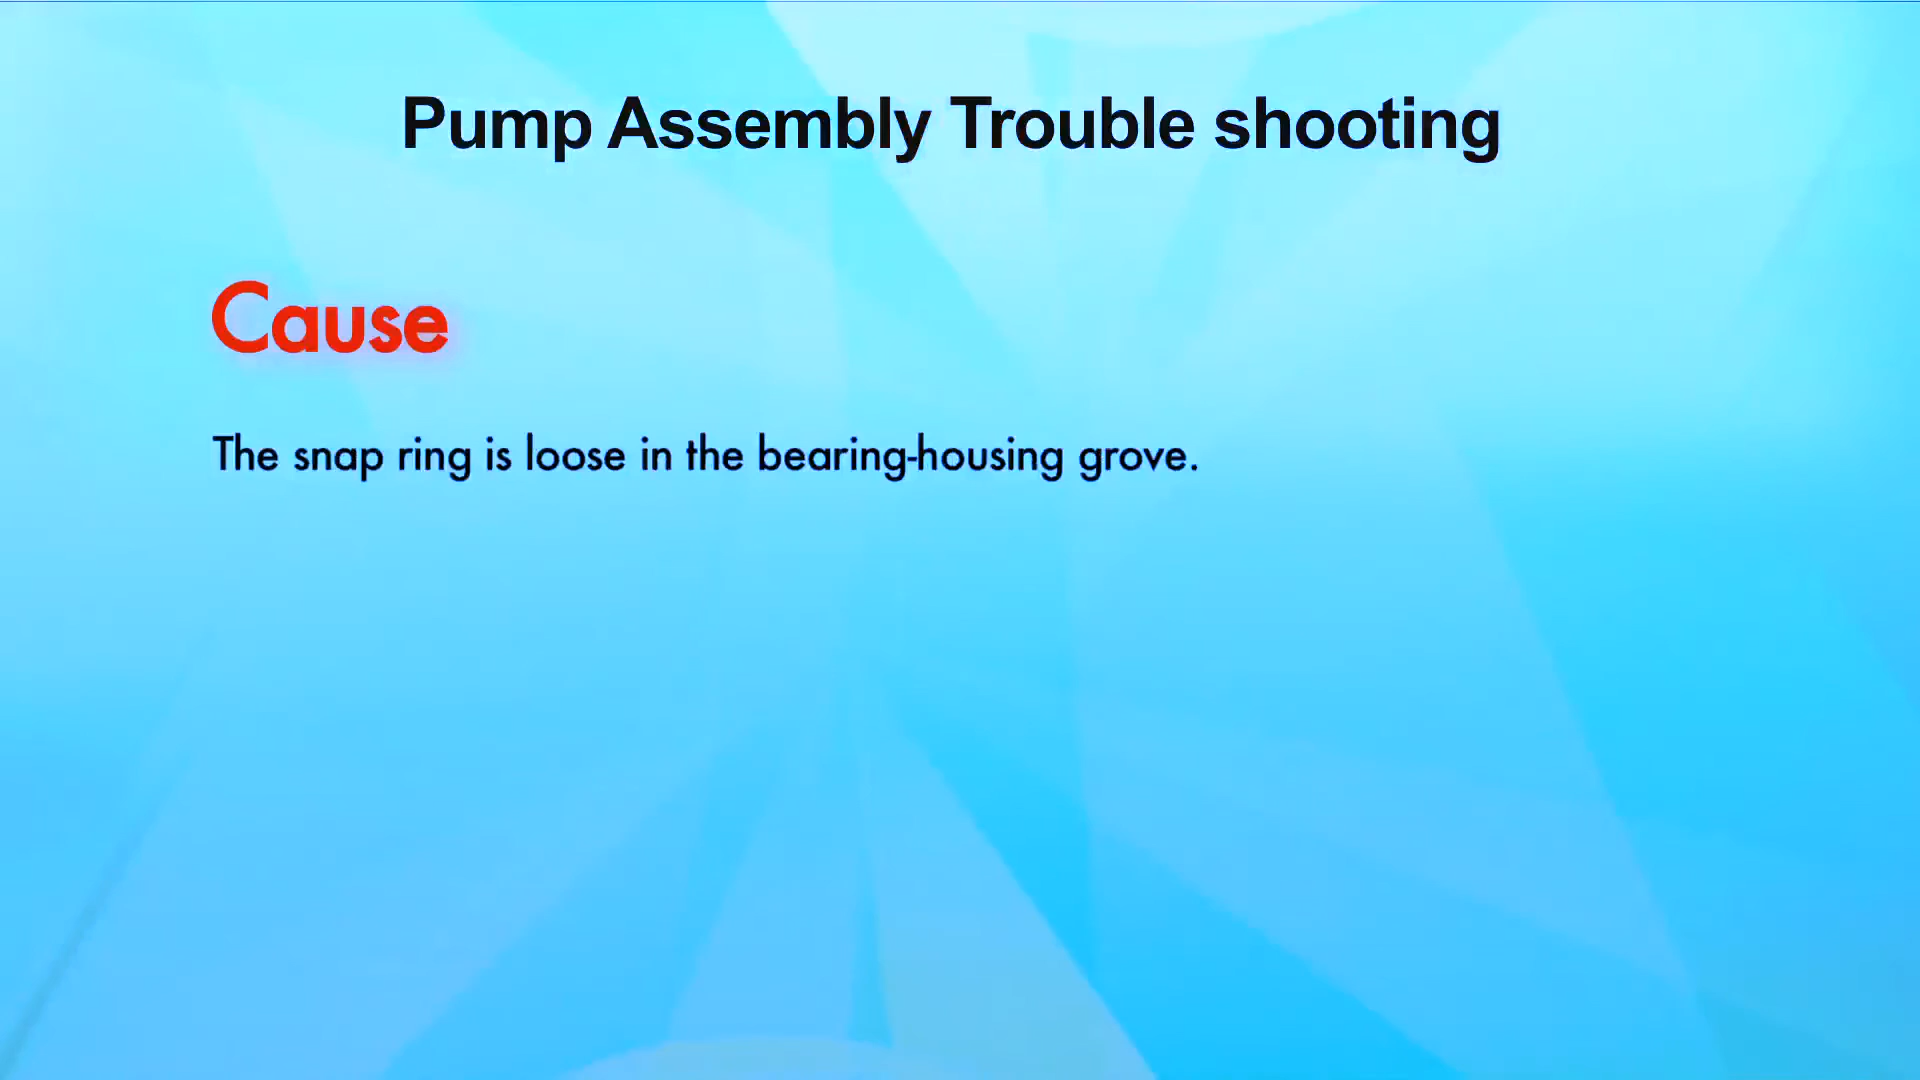 Pump Assembly Trouble shooting
Cause
The snap ring is loose in the bearing-housing grove.